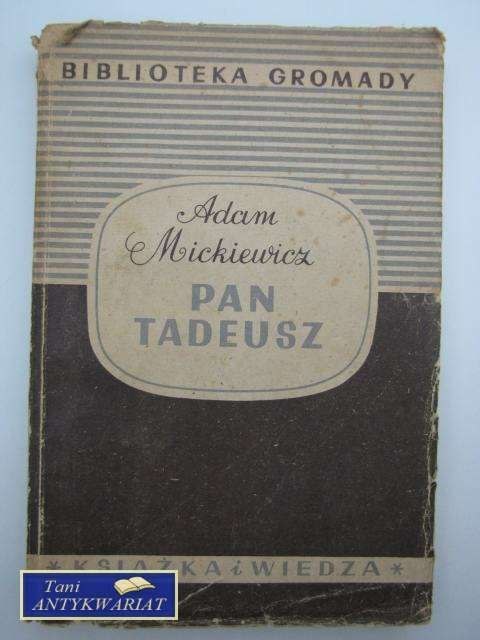 BIBLIOTEKA GROMADY
Adam
Mickiewicz
PAN
TADEUSZ
* KSIĄŻKA i WIEDZA *
Tani
ANTYKWARIAT